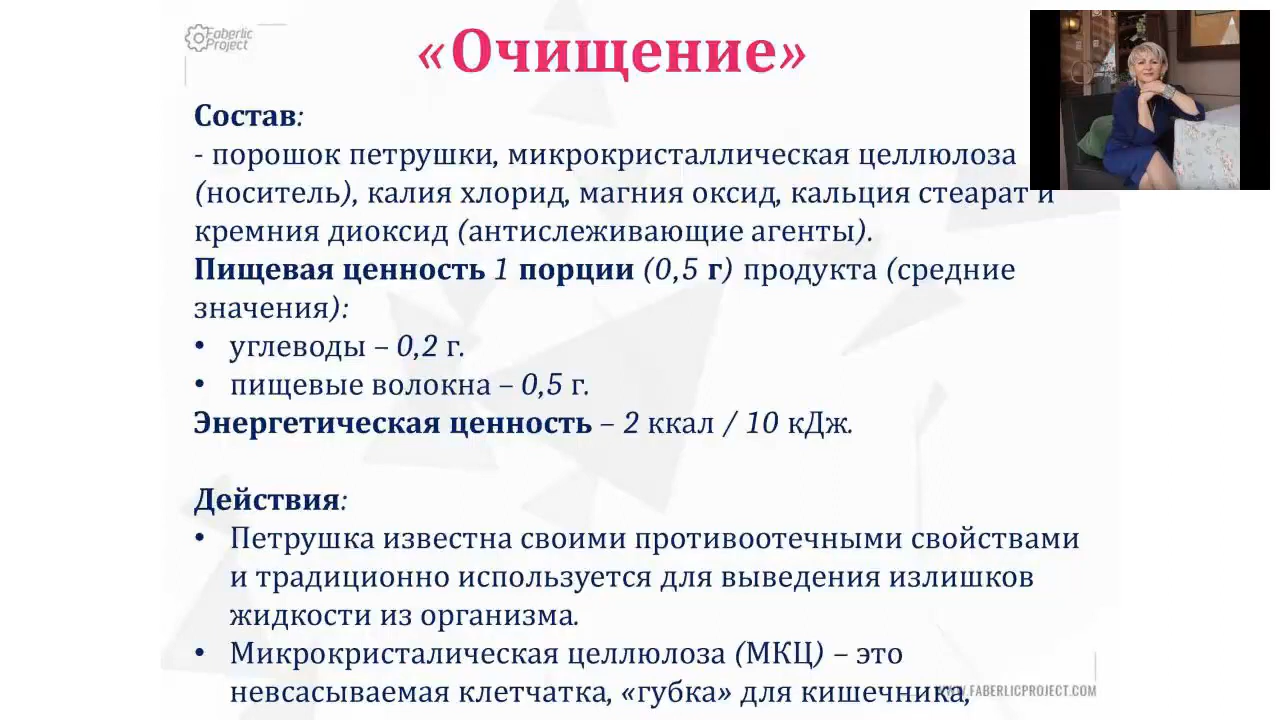 Faberlic
Project
«Очищение»
Состав:
- порошок петрушки, микрокристаллическая целлюлоза
(носитель), калия хлорид, магния оксид, кальция стеарат и
кремния диоксид (антислеживающие агенты).
Пищевая ценность 1 порции (0,5 г) продукта (средние
значения):
• углеводы – 0,2 г.
• пищевые волокна – 0,5 г.
Энергетическая ценность – 2 ккал / 10 кДж.
Действия:
• Петрушка известна своими противоотечными свойствами
и традиционно используется для выведения излишков
жидкости из организма.
• Микрокристалическая целлюлоза (МКЦ) – это
невсасываемая клетчатка, «губка» для кишечника,
WWW.FABERLICPROJECT.COM